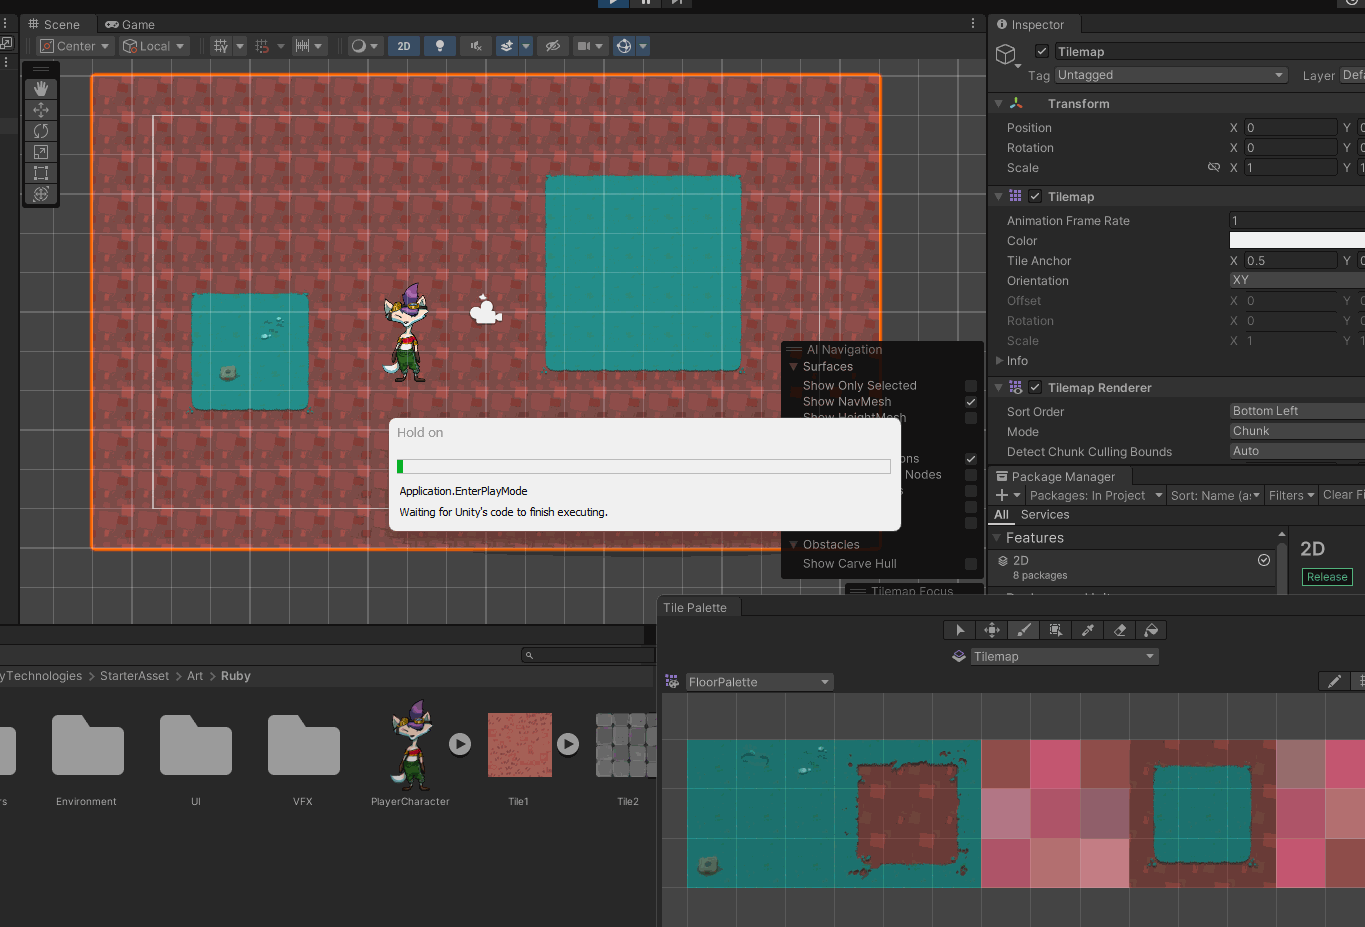 Scene
Game
Inspector
Center
Local
2D
Tilemap
Tag
Untagged
Layer
Transform
Position X 0 Y
Rotation X 0 Y
Scale X 1 Y
Tilemap
Animation Frame Rate 1
Color
Tile Anchor X 0.5 Y
Orientation XY
Offset X 0 Y
Rotation X 0 Y
Scale X 1 Y
Info
Tilemap Renderer
Sort Order Bottom Left
Mode Chunk
Detect Chunk Culling Bounds Auto
AI Navigation
Surfaces
Show Only Selected
Show NavMesh
Show HeightMesh
Nodes
Obstacles
Show Carve Hull
Tilemap Focus
Hold on
Application.EnterPlayMode
Waiting for Unity's code to finish executing.
Package Manager
Packages: In Project
Sort: Name (as
Filters
Clear Fi
All Services
Features
2D
8 packages
2D
Release
Tile Palette
Tilemap
FloorPalette
yTechnologies > StarterAsset > Art > Ruby
Environment
UI
VFX
PlayerCharacter
Tile1
Tile2